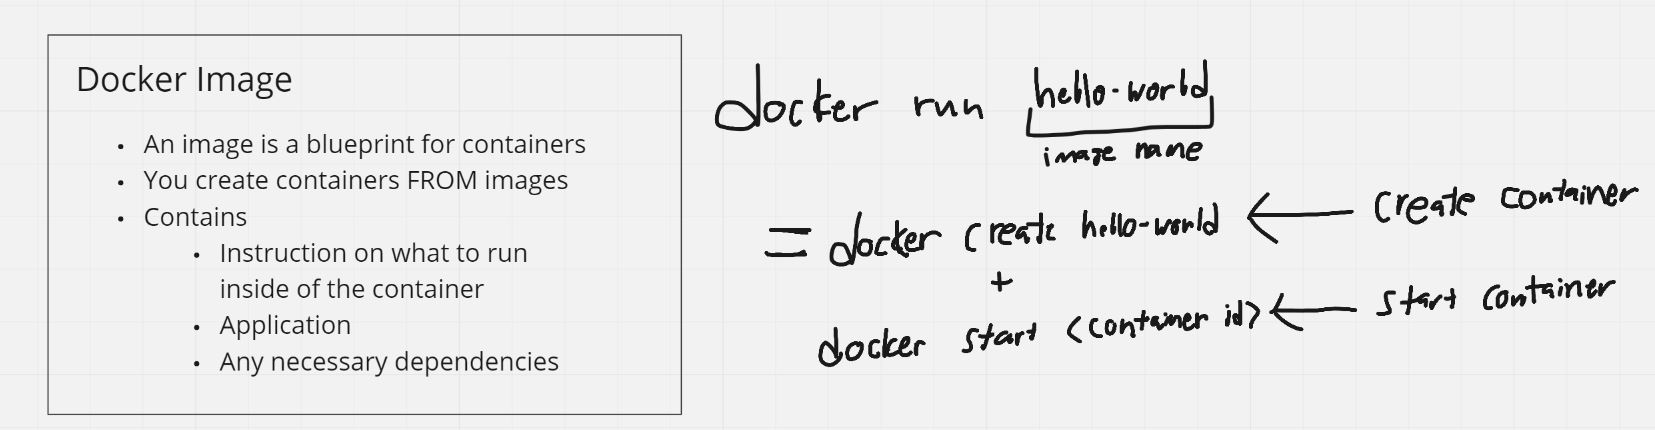 Docker Image
• An image is a blueprint for containers
• You create containers FROM images
• Contains
• Instruction on what to run
inside of the container
• Application
• Any necessary dependencies
docker run hello-world
image name
= docker create hello-world ← create container
+
docker start <container id> ← start container